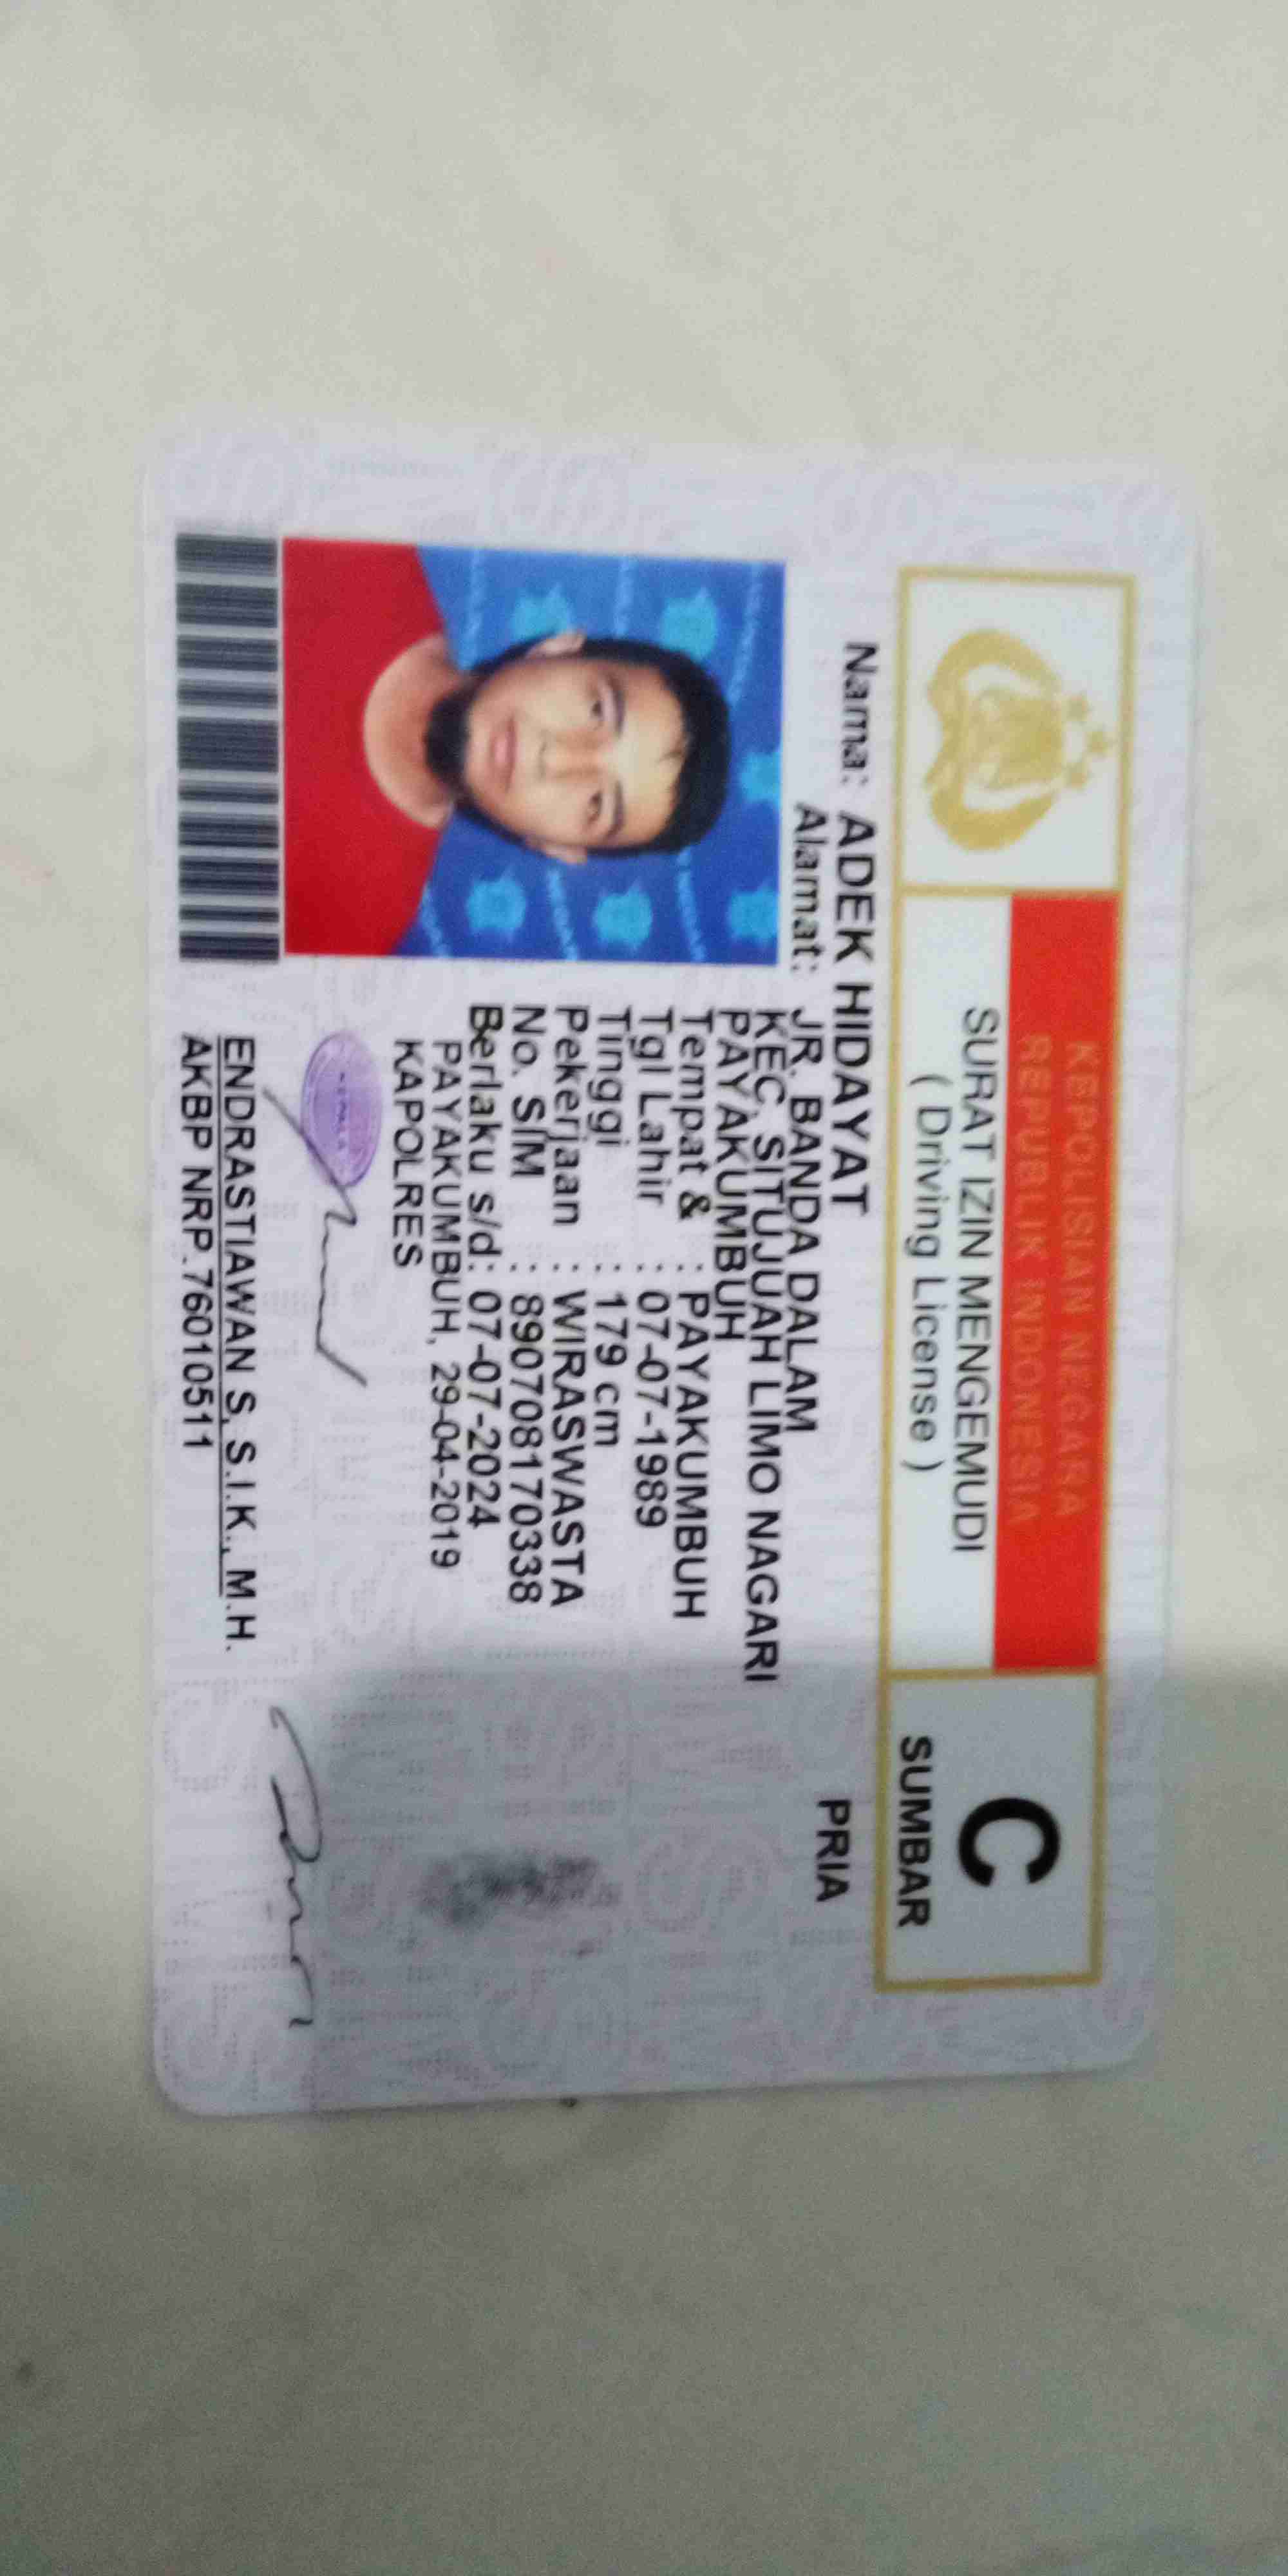 KEPOLISIAN NEGARA
REPUBLIK INDONESIA
SURAT IZIN MENGEMUDI
( Driving License )
C
SUMBAR
Nama: ADEK HIDAYAT
PRIA
Alamat: JR. BANDA DALAM
KEC. SITUJUAH LIMO NAGARI
PAYAKUMBUH
Tempat & : PAYAKUMBUH
Tgl Lahir : 07-07-1989
Tinggi : 179 cm
Pekerjaan : WIRASWASTA
No. SIM : 890708170338
Berlaku s/d: 07-07-2024
PAYAKUMBUH, 29-04-2019
KAPOLRES
ENDRASTIAWAN S, S.I.K., M.H.
AKBP NRP.76010511